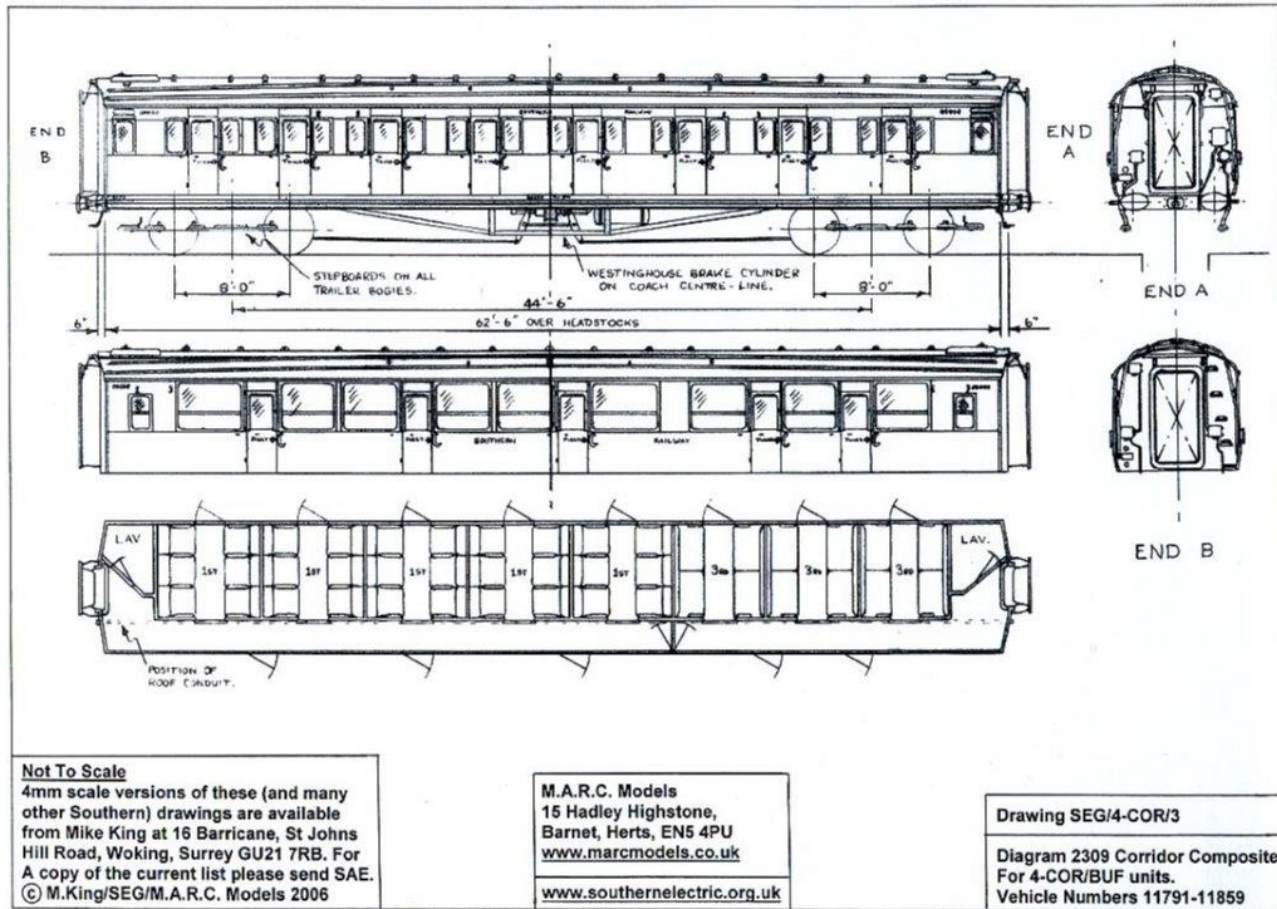 END
B
END
A
STEPBOARDS ON ALL
TRAILER BOGIES.
WESTINGHOUSE BRAKE CYLINDER
ON COACH CENTRE-LINE.
8'-0"
8'-0"
END A
44'-6"
6"
62'-6" OVER HEADSTOCKS
6"
SOUTHERN
RAILWAY
END B
LAV
1ST
1ST
1ST
1ST
1ST
3RD
3RD
3RD
LAV.
POSITION OF
ROOF CONDUIT.
Not To Scale
4mm scale versions of these (and many
other Southern) drawings are available
from Mike King at 16 Barricane, St Johns
Hill Road, Woking, Surrey GU21 7RB. For
A copy of the current list please send SAE.
© M.King/SEG/M.A.R.C. Models 2006
M.A.R.C. Models
15 Hadley Highstone,
Barnet, Herts, EN5 4PU
www.marcmodels.co.uk
www.southernelectric.org.uk
Drawing SEG/4-COR/3
Diagram 2309 Corridor Composite
For 4-COR/BUF units.
Vehicle Numbers 11791-11859